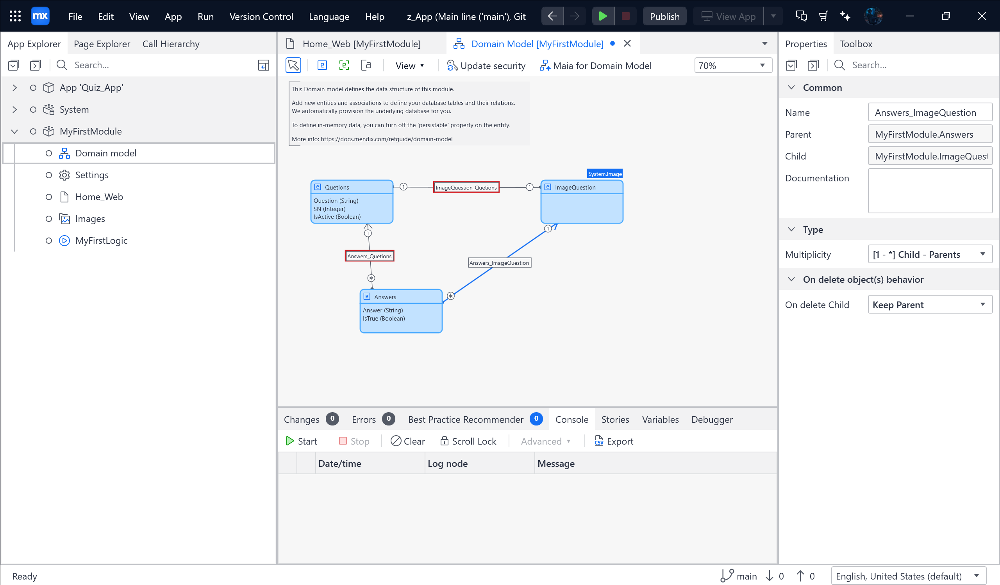 mx File Edit View App Run Version Control Language Help z_App (Main line ('main'), Git Publish View App
App Explorer Page Explorer Call Hierarchy
Search...
App 'Quiz_App'
System
MyFirstModule
Domain model
Settings
Home_Web
Images
MyFirstLogic
Home_Web [MyFirstModule] Domain Model [MyFirstModule]
View Update security Maia for Domain Model 70%
This Domain model defines the data structure of this module.
Add new entities and associations to define your database tables and their relations.
We automatically provision the underlying database for you.
To define in-memory data, you can turn off the 'persistable' property on the entity.
More info: https://docs.mendix.com/refguide/domain-model
System.Image
Quetions
1
ImageQuestion_Quetions
1
ImageQuestion
Question (String)
SN (Integer)
IsActive (Boolean)
1
1
Answers_Quetions
Answers_ImageQuestion
*
*
Answers
Answer (String)
IsTrue (Boolean)
Changes 0 Errors 0 Best Practice Recommender 0 Console Stories Variables Debugger
Start Stop Clear Scroll Lock Advanced CSV Export
Date/time Log node Message
Properties Toolbox
Search...
Common
Name Answers_ImageQuestion
Parent MyFirstModule.Answers
Child MyFirstModule.ImageQuest
Documentation
Type
Multiplicity [1 - *] Child - Parents
On delete object(s) behavior
On delete Child Keep Parent
Ready main 0 0 English, United States (default)